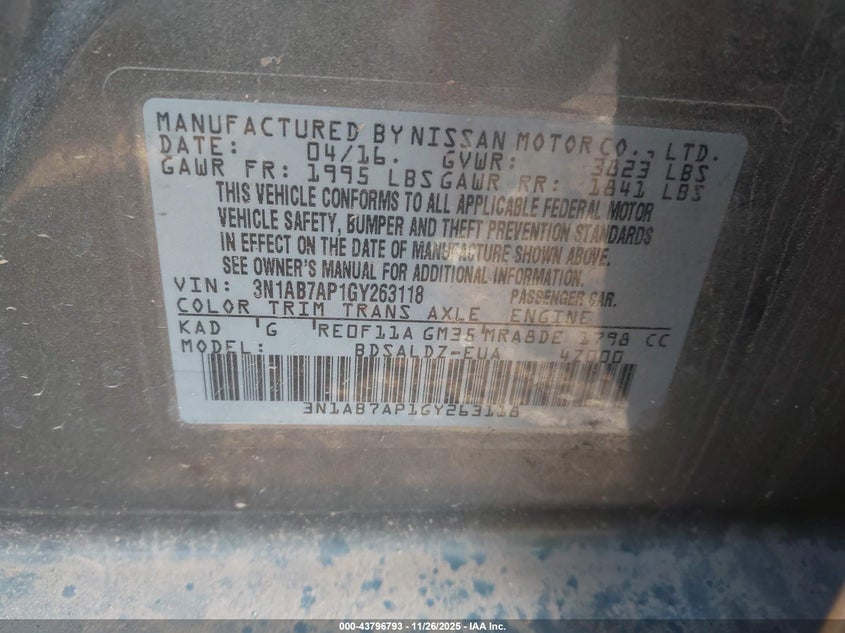 MANUFACTURED BY NISSAN MOTOR CO., LTD.
DATE: 04/16. GVWR: 3823 LBS
GAWR FR: 1995 LBS GAWR RR: 1841 LBS
THIS VEHICLE CONFORMS TO ALL APPLICABLE FEDERAL MOTOR
VEHICLE SAFETY, BUMPER AND THEFT PREVENTION STANDARDS
IN EFFECT ON THE DATE OF MANUFACTURE SHOWN ABOVE.
SEE OWNER'S MANUAL FOR ADDITIONAL INFORMATION.
VIN: 3N1AB7AP1GY263118 PASSENGER CAR.
COLOR TRIM TRANS AXLE ENGINE
KAD G RE0F11A GM35 MRA8DE 1798 CC
MODEL: BDSALDZ-EUA 47000
3N1AB7AP1GY263118
000-43796793 - 11/26/2025 - IAA Inc.